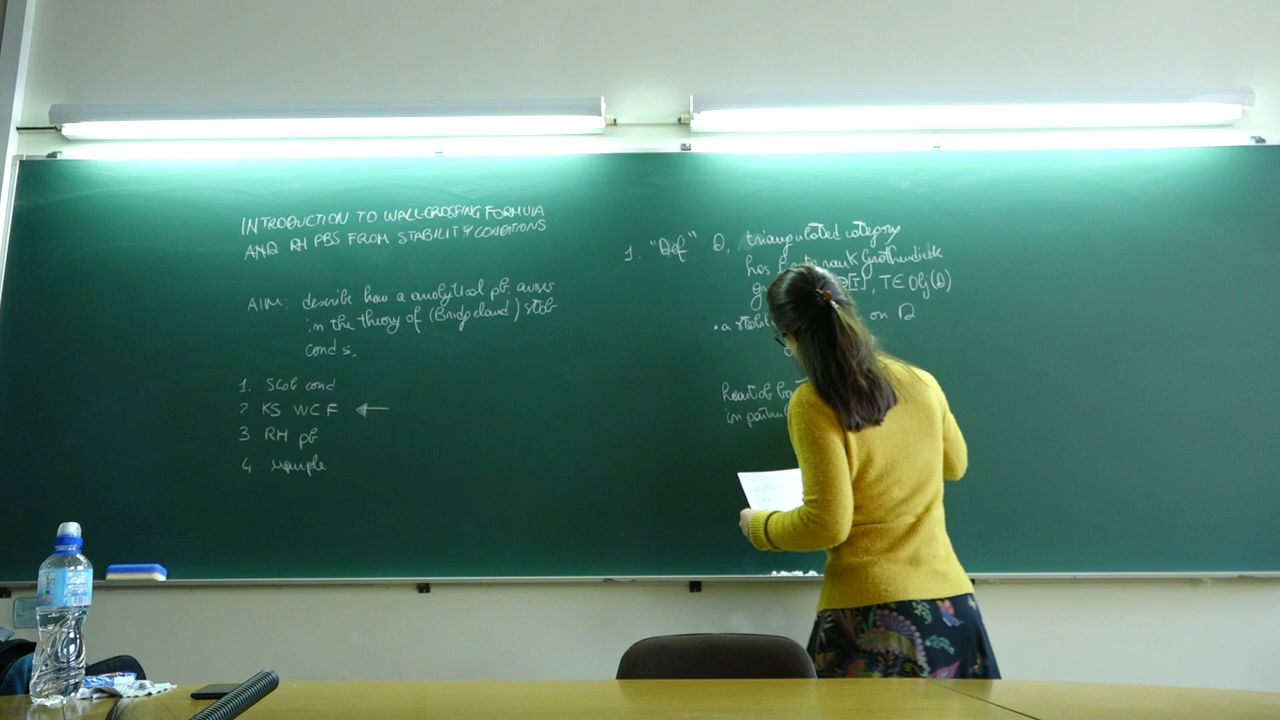 INTRODUCTION TO WALL-CROSSING FORMULA
AND RH PBS FROM STABILITY CONDITIONS
AIM: describe how a analytical pb arises
in the theory of (Bridgeland) stab
conds.
1. Stab cond
2. KS WCF ←
3 RH pb
4. example
1. "Def" D, triangulated category
has finite rank Grothendieck
T ∈ Obj(D)
• a on D
heart of
in